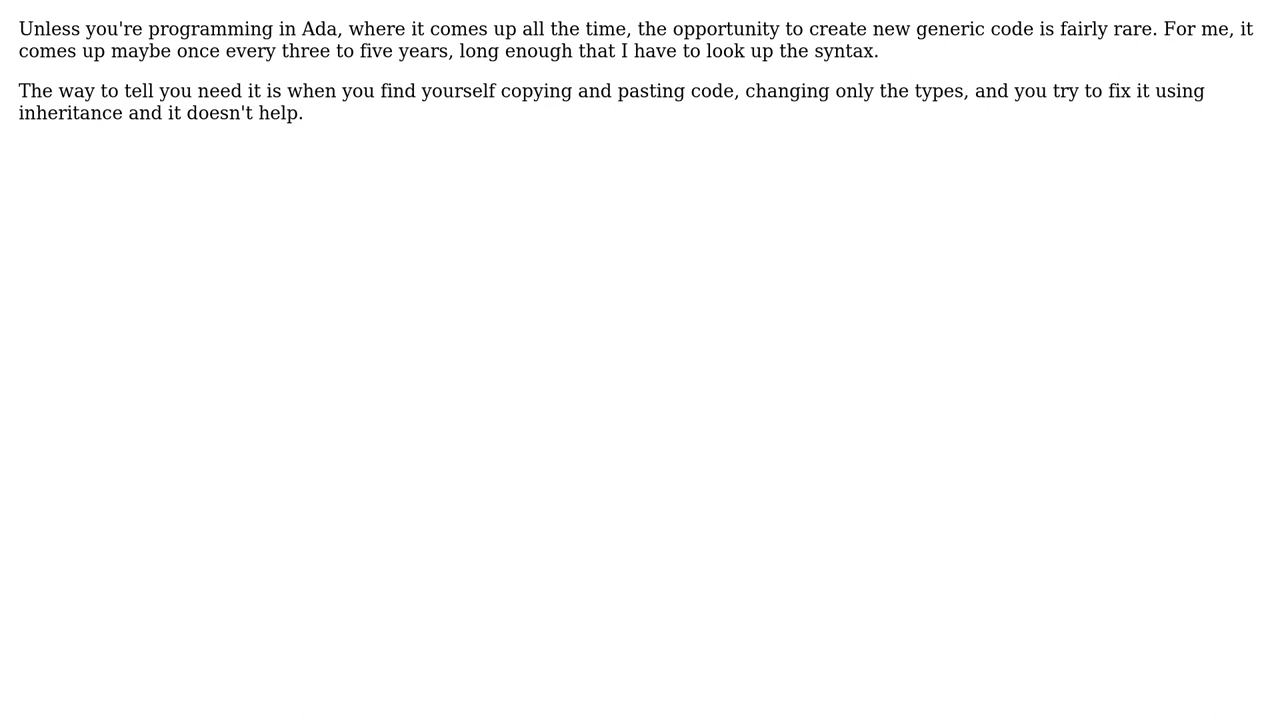 Unless you're programming in Ada, where it comes up all the time, the opportunity to create new generic code is fairly rare. For me, it
comes up maybe once every three to five years, long enough that I have to look up the syntax.
The way to tell you need it is when you find yourself copying and pasting code, changing only the types, and you try to fix it using
inheritance and it doesn't help.